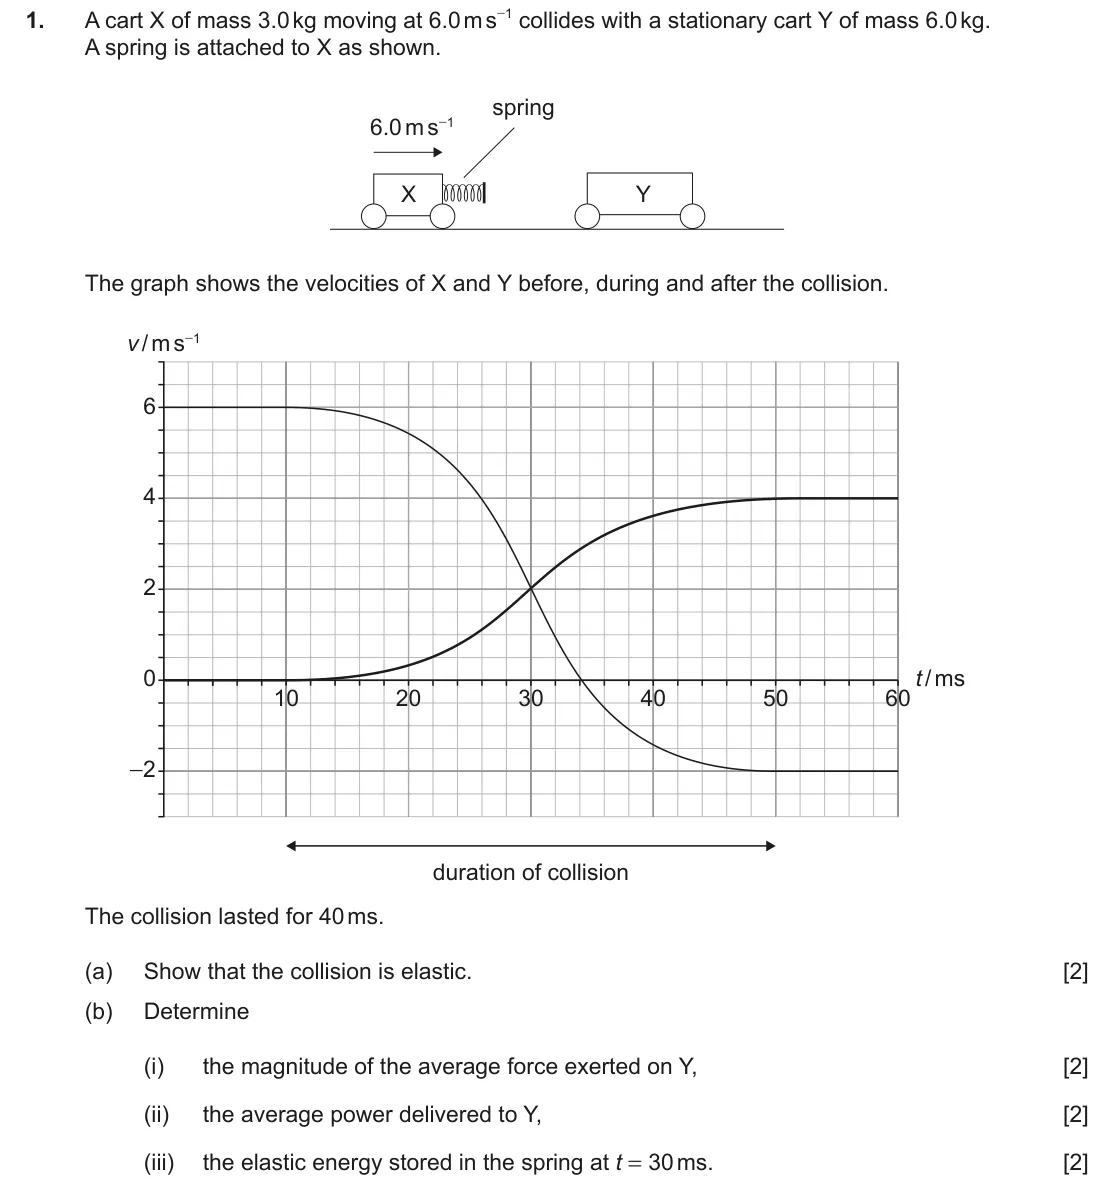 1. A cart X of mass 3.0 kg moving at 6.0 m s⁻¹ collides with a stationary cart Y of mass 6.0 kg.
A spring is attached to X as shown.
spring
6.0 m s⁻¹
X
Y
The graph shows the velocities of X and Y before, during and after the collision.
v / m s⁻¹
6
4
2
0
–2
10 20 30 40 50 60
t / ms
duration of collision
The collision lasted for 40 ms.
(a) Show that the collision is elastic. [2]
(b) Determine
(i) the magnitude of the average force exerted on Y, [2]
(ii) the average power delivered to Y, [2]
(iii) the elastic energy stored in the spring at t = 30 ms. [2]